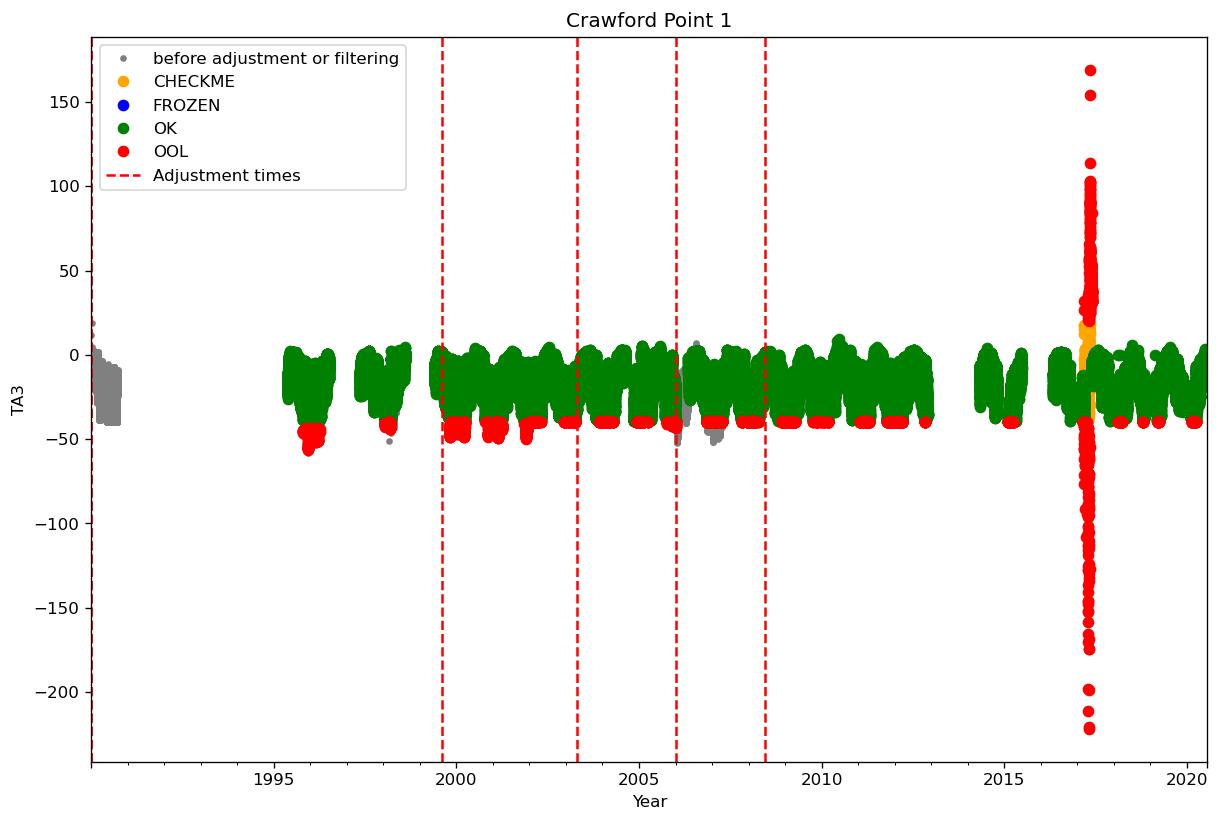 Crawford Point 1
before adjustment or filtering
CHECKME
FROZEN
OK
OOL
Adjustment times
150
100
50
0
−50
−100
−150
−200
TA3
1995
2000
2005
2010
2015
2020
Year